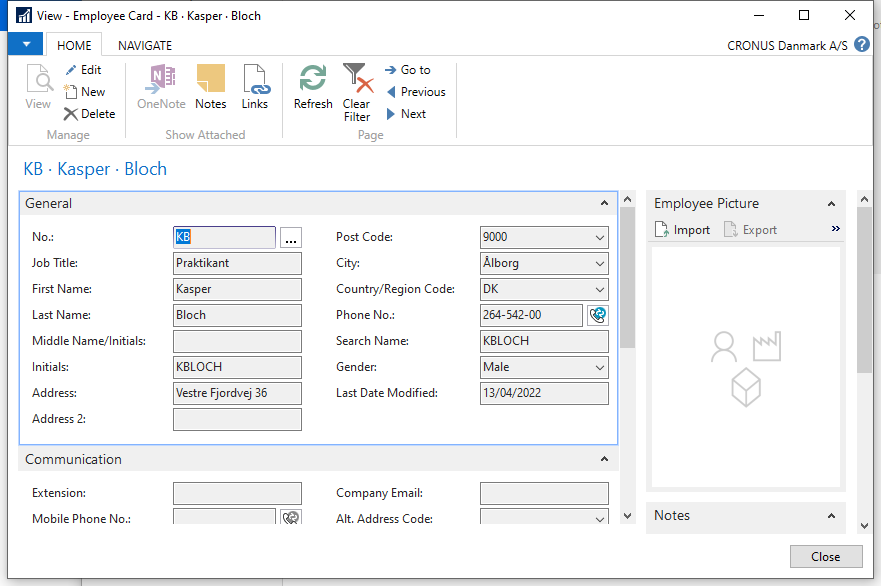 View - Employee Card - KB · Kasper · Bloch
HOME NAVIGATE
CRONUS Danmark A/S ?
View
Edit
New
Delete
Manage
N
OneNote
Notes
Links
Show Attached
Refresh
Clear
Filter
Go to
Previous
Next
Page
KB · Kasper · Bloch
General
No.: KB ...
Job Title: Praktikant
First Name: Kasper
Last Name: Bloch
Middle Name/Initials:
Initials: KBLOCH
Address: Vestre Fjordvej 36
Address 2:
Post Code: 9000
City: Ålborg
Country/Region Code: DK
Phone No.: 264-542-00
Search Name: KBLOCH
Gender: Male
Last Date Modified: 13/04/2022
Communication
Extension:
Mobile Phone No.:
Company Email:
Alt. Address Code:
Employee Picture
Import Export »
Notes
Close